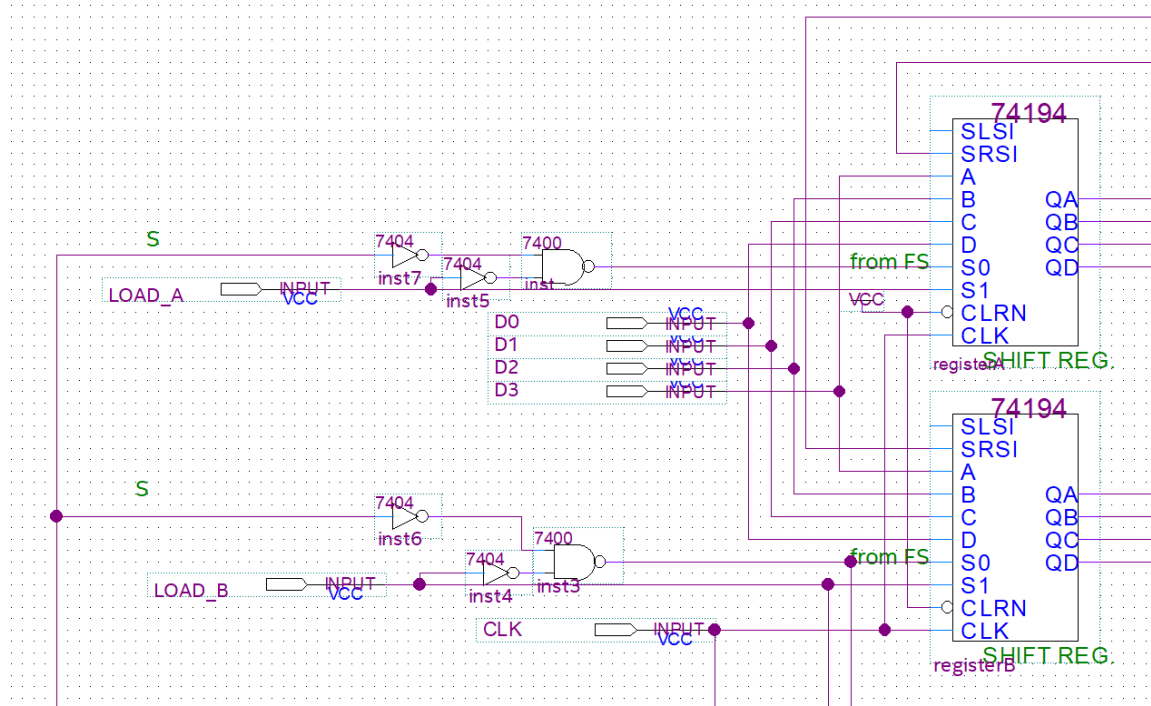 74194
SLSI
SRSI
A
B QA
C QB
D QC
S0 QD
S1
CLRN
CLK
registerA
SHIFT REG.
S
7404
inst7
7404
inst5
7400
inst
from FS
LOAD_A
INPUT
VCC
VCC
D0
VCC
INPUT
D1
VCC
INPUT
D2
VCC
INPUT
D3
VCC
INPUT
74194
SLSI
SRSI
A
B QA
C QB
D QC
S0 QD
S1
CLRN
CLK
registerB
SHIFT REG.
S
7404
inst6
7404
inst4
7400
inst3
from FS
LOAD_B
INPUT
VCC
CLK
INPUT
VCC